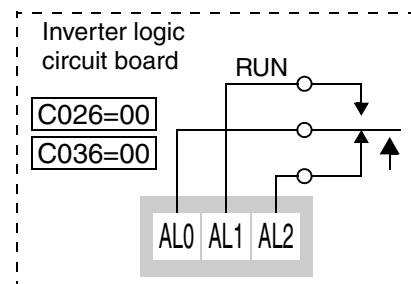 Inverter logic
circuit board
RUN
C026=00
C036=00
AL0 AL1 AL2